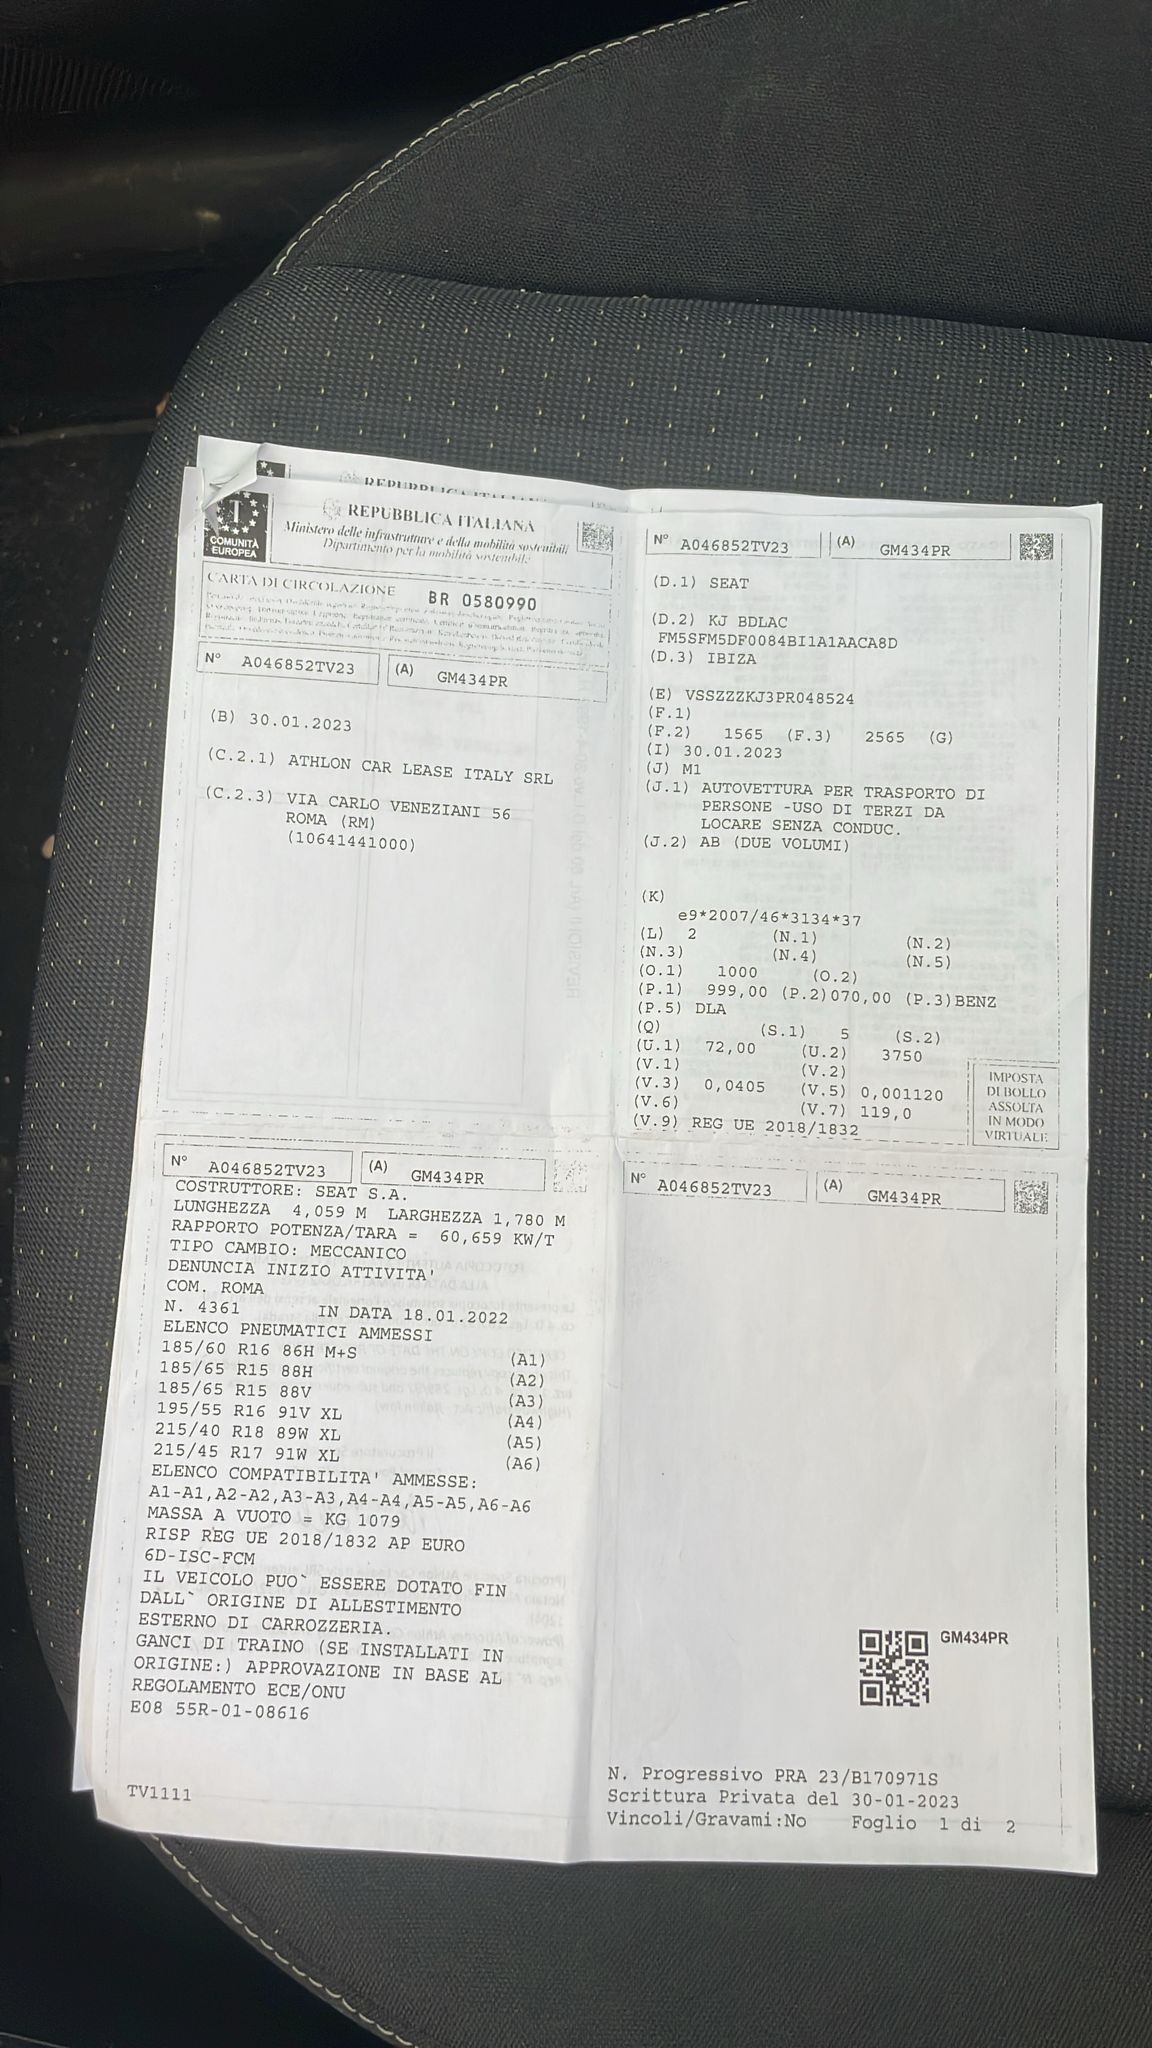 REPUBBLICA ITALIANA
I
COMUNITÀ
EUROPEA
REPUBBLICA ITALIANA
Ministero delle infrastrutture e della mobilità sostenibili
Dipartimento per la mobilità sostenibile
CARTA DI CIRCOLAZIONE
BR 0580990
N° A046852TV23 (A) GM434PR
(B) 30.01.2023
(C.2.1) ATHLON CAR LEASE ITALY SRL
(C.2.3) VIA CARLO VENEZIANI 56
ROMA (RM)
(10641441000)
N° A046852TV23 (A) GM434PR
(D.1) SEAT
(D.2) KJ BDLAC
FM5SFM5DF0084BI1A1AACA8D
(D.3) IBIZA
(E) VSSZZZKJ3PR048524
(F.1)
(F.2) 1565 (F.3) 2565 (G)
(I) 30.01.2023
(J) M1
(J.1) AUTOVETTURA PER TRASPORTO DI
PERSONE -USO DI TERZI DA
LOCARE SENZA CONDUC.
(J.2) AB (DUE VOLUMI)
(K)
e9*2007/46*3134*37
(L) 2 (N.1) (N.2)
(N.3) (N.4) (N.5)
(O.1) 1000 (O.2)
(P.1) 999,00 (P.2)070,00 (P.3)BENZ
(P.5) DLA
(Q) (S.1) 5 (S.2)
(U.1) 72,00 (U.2) 3750
(V.1) (V.2)
(V.3) 0,0405 (V.5) 0,001120
(V.6) (V.7) 119,0
(V.9) REG UE 2018/1832
IMPOSTA
DI BOLLO
ASSOLTA
IN MODO
VIRTUALE
N° A046852TV23 (A) GM434PR
COSTRUTTORE: SEAT S.A.
LUNGHEZZA 4,059 M LARGHEZZA 1,780 M
RAPPORTO POTENZA/TARA = 60,659 KW/T
TIPO CAMBIO: MECCANICO
DENUNCIA INIZIO ATTIVITA'
COM. ROMA
N. 4361 IN DATA 18.01.2022
ELENCO PNEUMATICI AMMESSI
185/60 R16 86H M+S (A1)
185/65 R15 88H (A2)
185/65 R15 88V (A3)
195/55 R16 91V XL (A4)
215/40 R18 89W XL (A5)
215/45 R17 91W XL (A6)
ELENCO COMPATIBILITA' AMMESSE:
A1-A1,A2-A2,A3-A3,A4-A4,A5-A5,A6-A6
MASSA A VUOTO = KG 1079
RISP REG UE 2018/1832 AP EURO
6D-ISC-FCM
IL VEICOLO PUO` ESSERE DOTATO FIN
DALL` ORIGINE DI ALLESTIMENTO
ESTERNO DI CARROZZERIA.
GANCI DI TRAINO (SE INSTALLATI IN
ORIGINE:) APPROVAZIONE IN BASE AL
REGOLAMENTO ECE/ONU
E08 55R-01-08616
TV1111
N° A046852TV23 (A) GM434PR
GM434PR
N. Progressivo PRA 23/B170971S
Scrittura Privata del 30-01-2023
Vincoli/Gravami:No Foglio 1 di 2